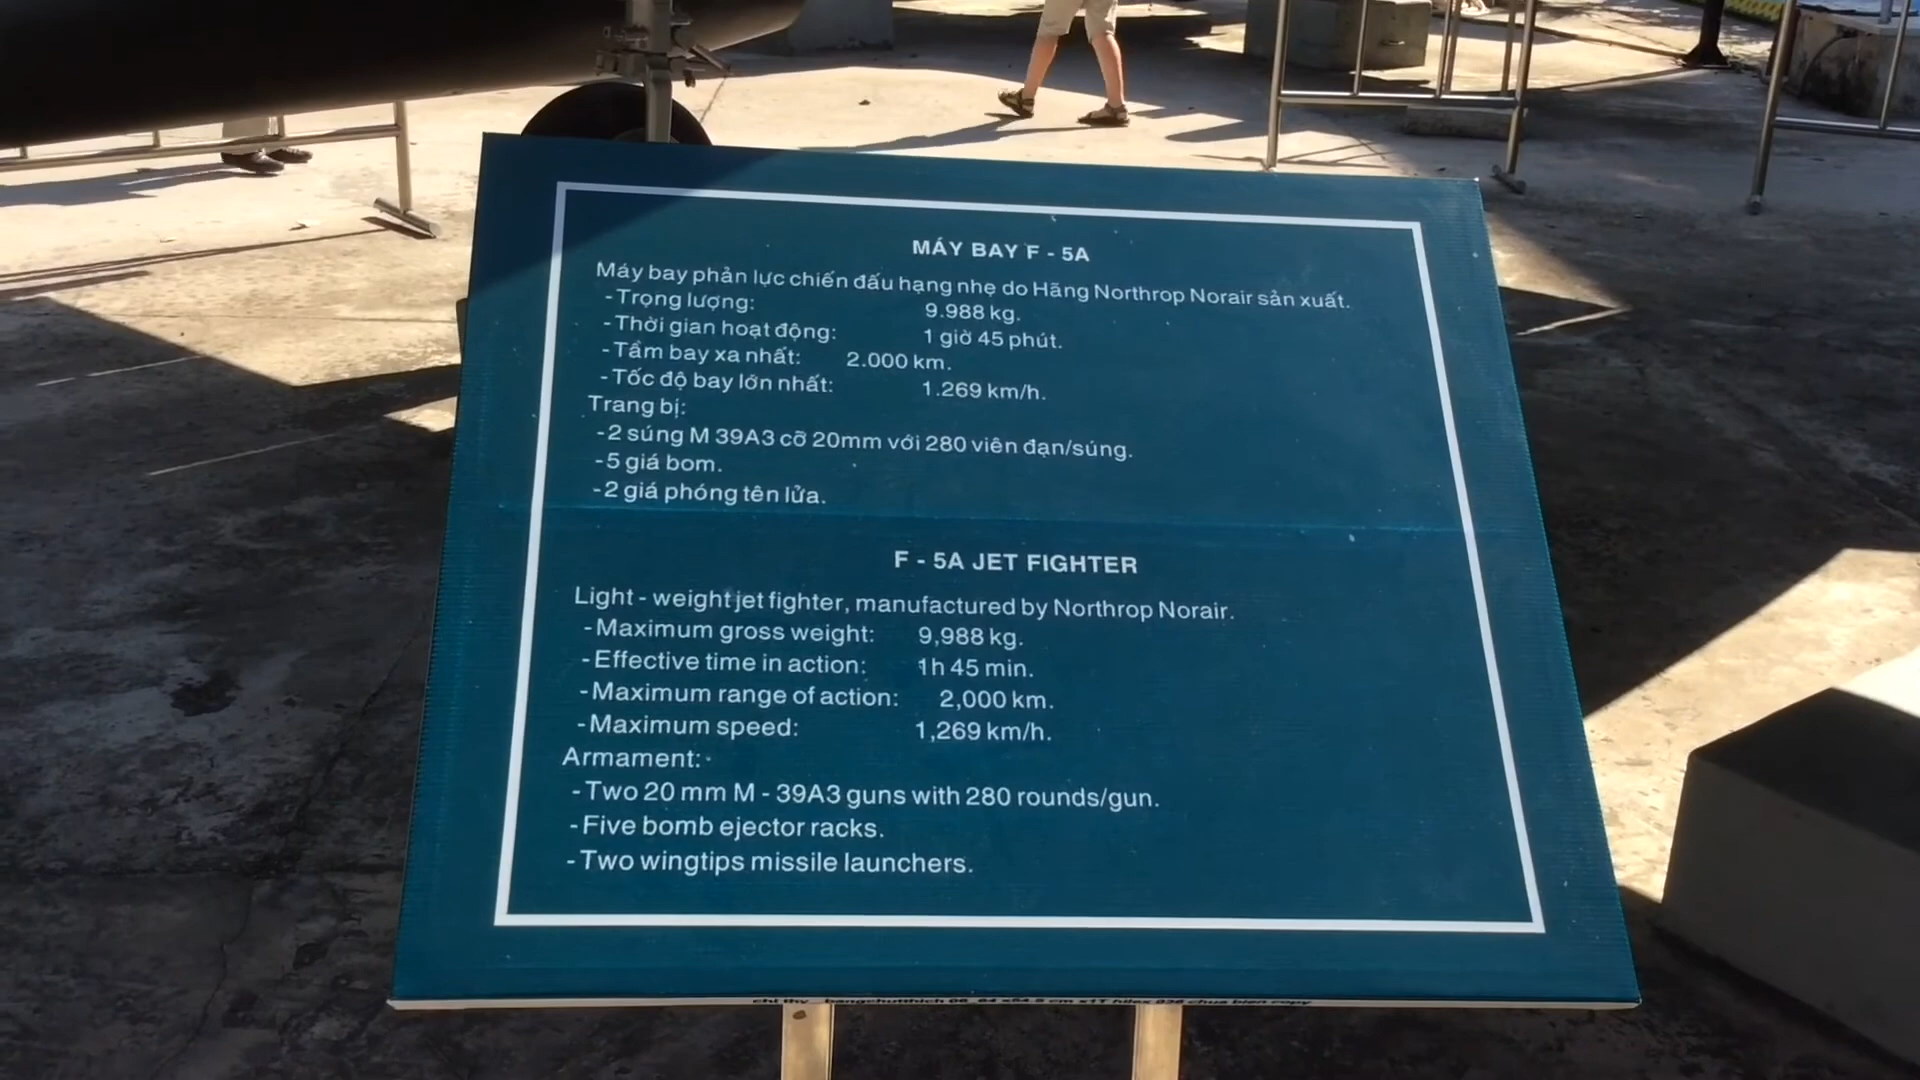 MÁY BAY F - 5A
Máy bay phản lực chiến đấu hạng nhẹ do Hãng Northrop Norair sản xuất.
- Trọng lượng: 9.988 kg.
- Thời gian hoạt động: 1 giờ 45 phút.
- Tầm bay xa nhất: 2.000 km.
- Tốc độ bay lớn nhất: 1.269 km/h.
Trang bị:
- 2 súng M 39A3 cỡ 20mm với 280 viên đạn/súng.
- 5 giá bom.
- 2 giá phóng tên lửa.
F - 5A JET FIGHTER
Light - weight jet fighter, manufactured by Northrop Norair.
- Maximum gross weight: 9,988 kg.
- Effective time in action: 1h 45 min.
- Maximum range of action: 2,000 km.
- Maximum speed: 1,269 km/h.
Armament:
- Two 20 mm M - 39A3 guns with 280 rounds/gun.
- Five bomb ejector racks.
- Two wingtips missile launchers.